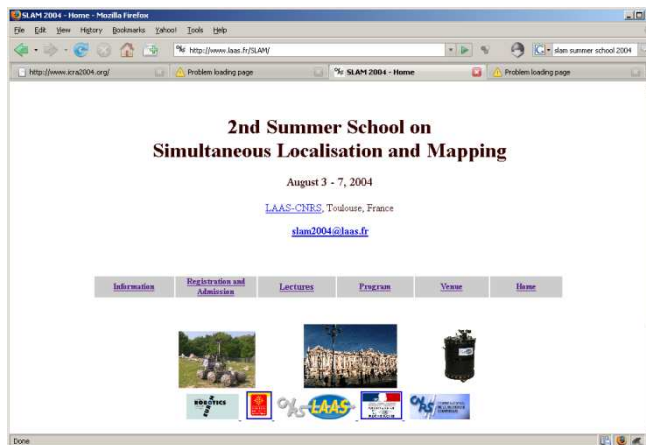 SLAM 2004 - Home - Mozilla Firefox
File Edit View History Bookmarks Yahoo! Tools Help
http://www.laas.fr/SLAM/
slam summer school 2004
http://www.icra2004.org/ Problem loading page SLAM 2004 - Home Problem loading page
2nd Summer School on
Simultaneous Localisation and Mapping
August 3 - 7, 2004
LAAS-CNRS, Toulouse, France
slam2004@laas.fr
Information Registration and Admission Lectures Program Venue Home
ROBOTICS
LAAS
CNRS
Done